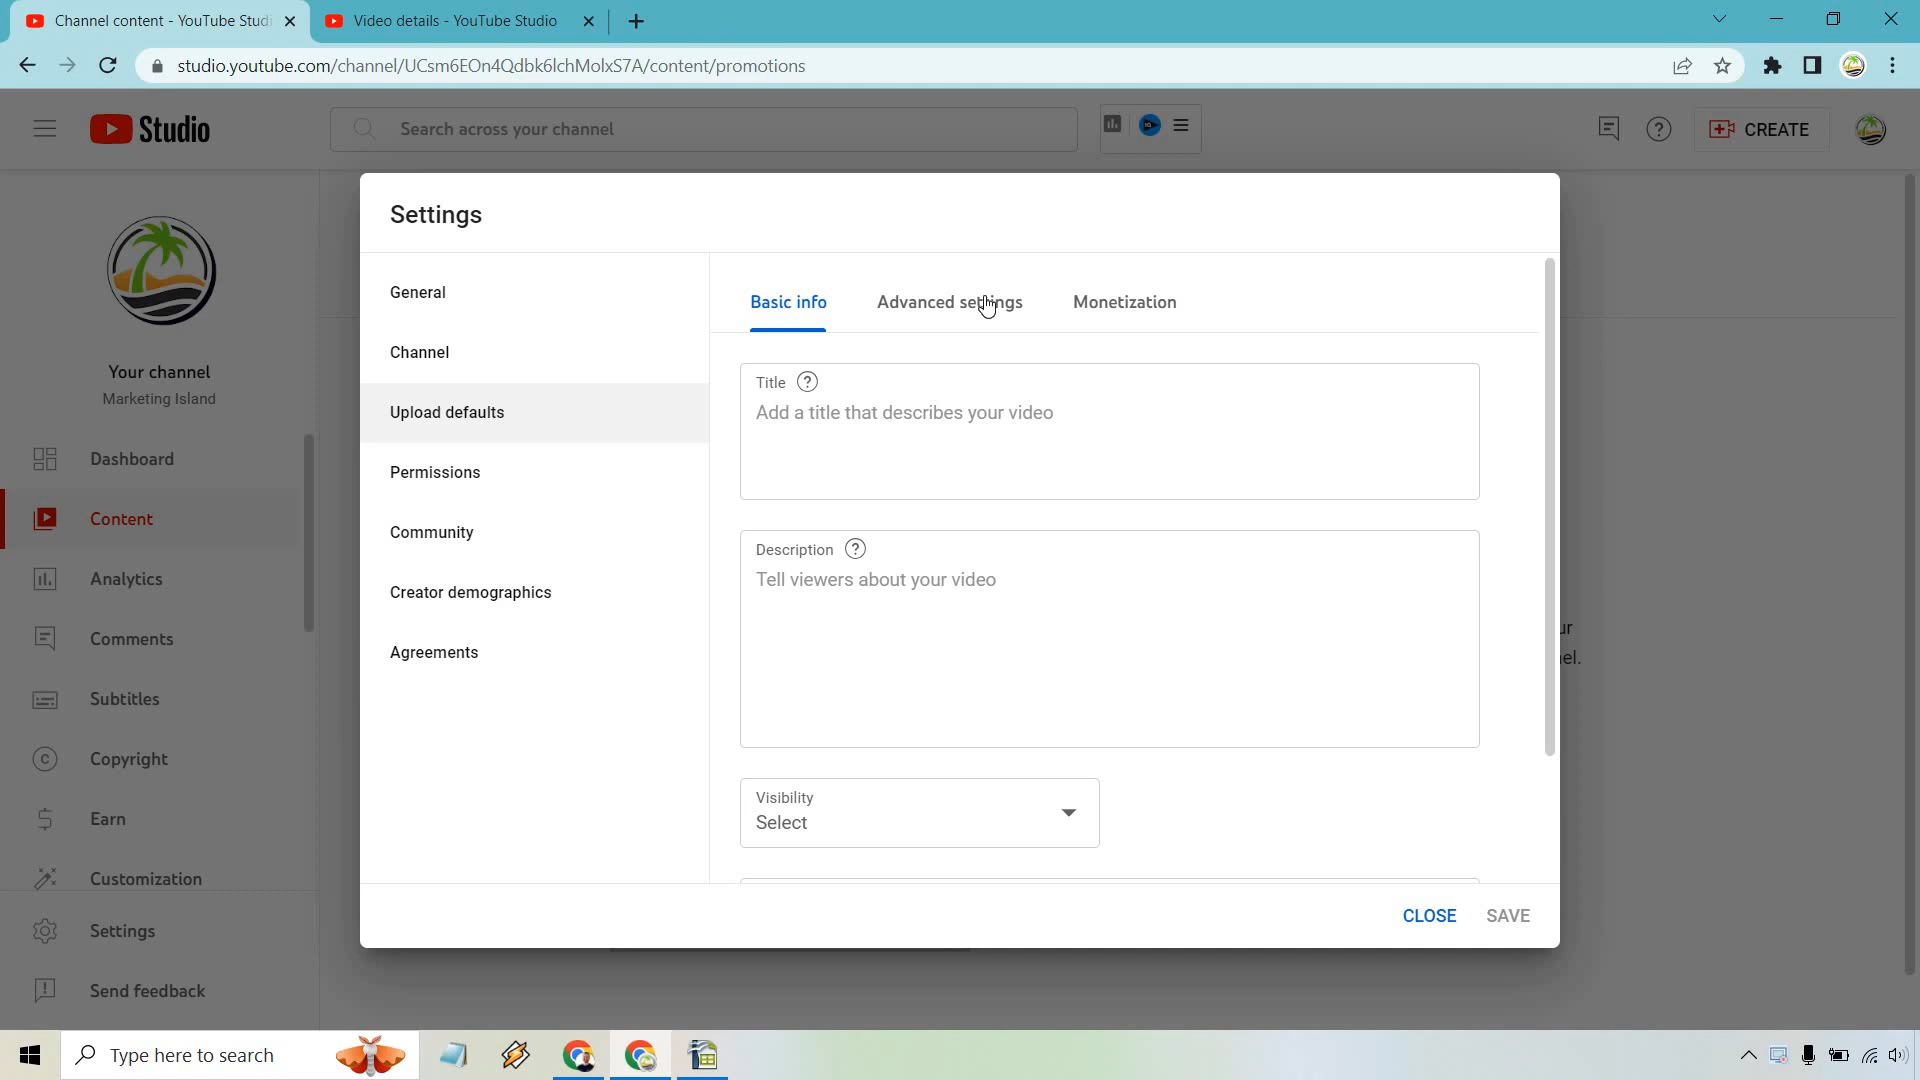 Channel content - YouTube Studi
Video details - YouTube Studio
studio.youtube.com/channel/UCsm6EOn4Qdbk6lchMolxS7A/content/promotions
Studio
Search across your channel
CREATE
Your channel
Marketing Island
Dashboard
Content
Analytics
Comments
Subtitles
Copyright
Earn
Customization
Settings
Send feedback
Settings
General
Channel
Upload defaults
Permissions
Community
Creator demographics
Agreements
Basic info
Advanced settings
Monetization
Title
Add a title that describes your video
Description
Tell viewers about your video
Visibility
Select
CLOSE
SAVE
Type here to search